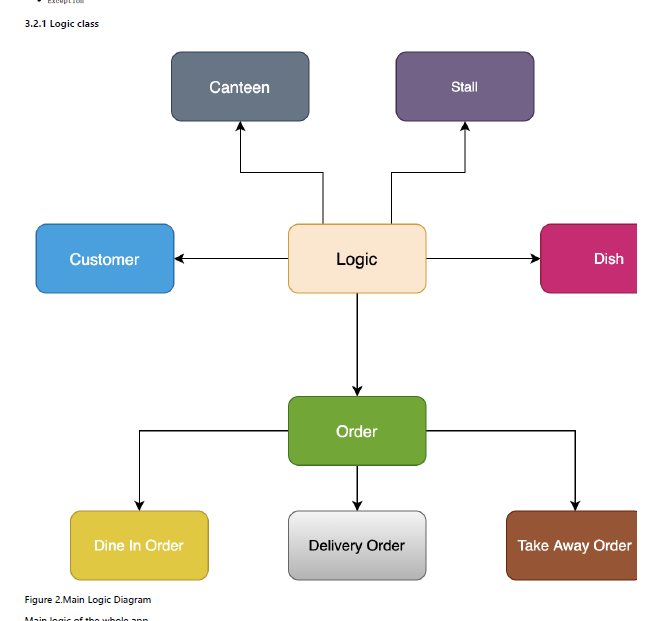 Exception
3.2.1 Logic class
Canteen
Stall
Customer
Logic
Dish
Order
Dine In Order
Delivery Order
Take Away Order
Figure 2.Main Logic Diagram
Main logic of the whole app